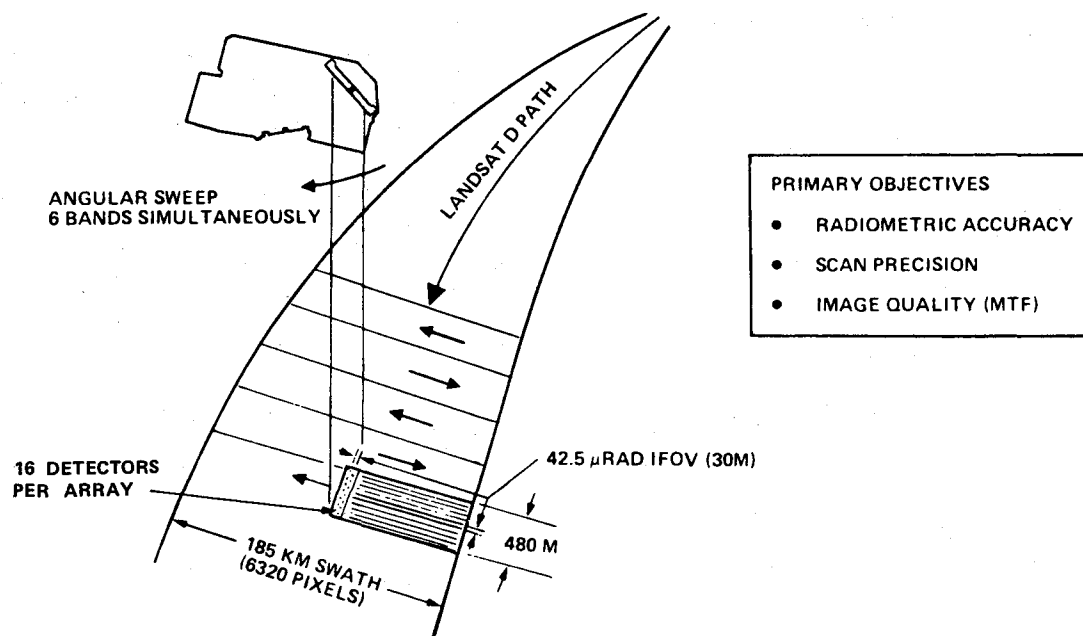 ANGULAR SWEEP
6 BANDS SIMULTANEOUSLY
LANDSAT D PATH
PRIMARY OBJECTIVES
• RADIOMETRIC ACCURACY
• SCAN PRECISION
• IMAGE QUALITY (MTF)
16 DETECTORS
PER ARRAY
42.5 µRAD IFOV (30M)
480 M
185 KM SWATH
(6320 PIXELS)